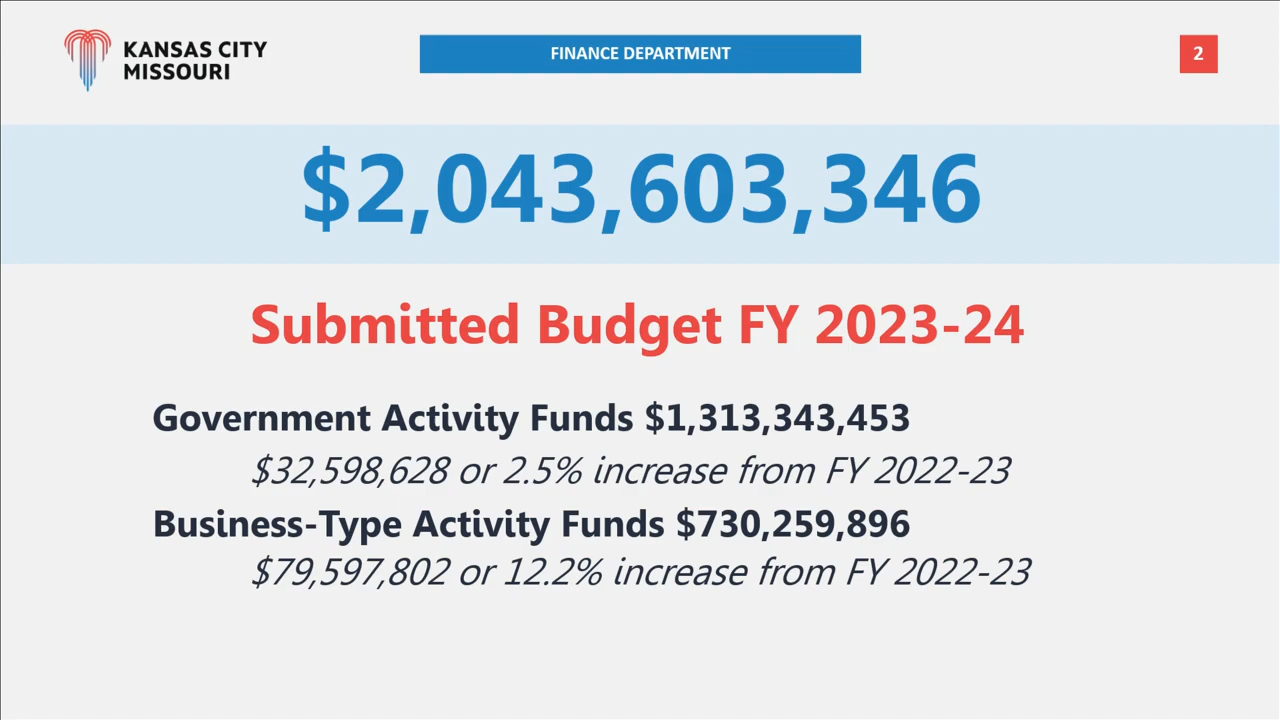 KANSAS CITY
MISSOURI
FINANCE DEPARTMENT
2
$2,043,603,346
Submitted Budget FY 2023-24
Government Activity Funds $1,313,343,453
$32,598,628 or 2.5% increase from FY 2022-23
Business-Type Activity Funds $730,259,896
$79,597,802 or 12.2% increase from FY 2022-23